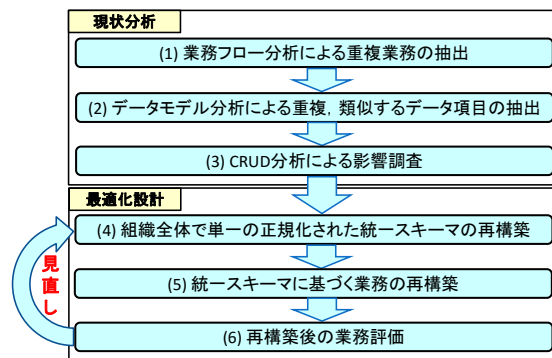 現状分析
(1) 業務フロー分析による重複業務の抽出
(2) データモデル分析による重複，類似するデータ項目の抽出
(3) CRUD分析による影響調査
最適化設計
(4) 組織全体で単一の正規化された統一スキーマの再構築
見直し
(5) 統一スキーマに基づく業務の再構築
(6) 再構築後の業務評価